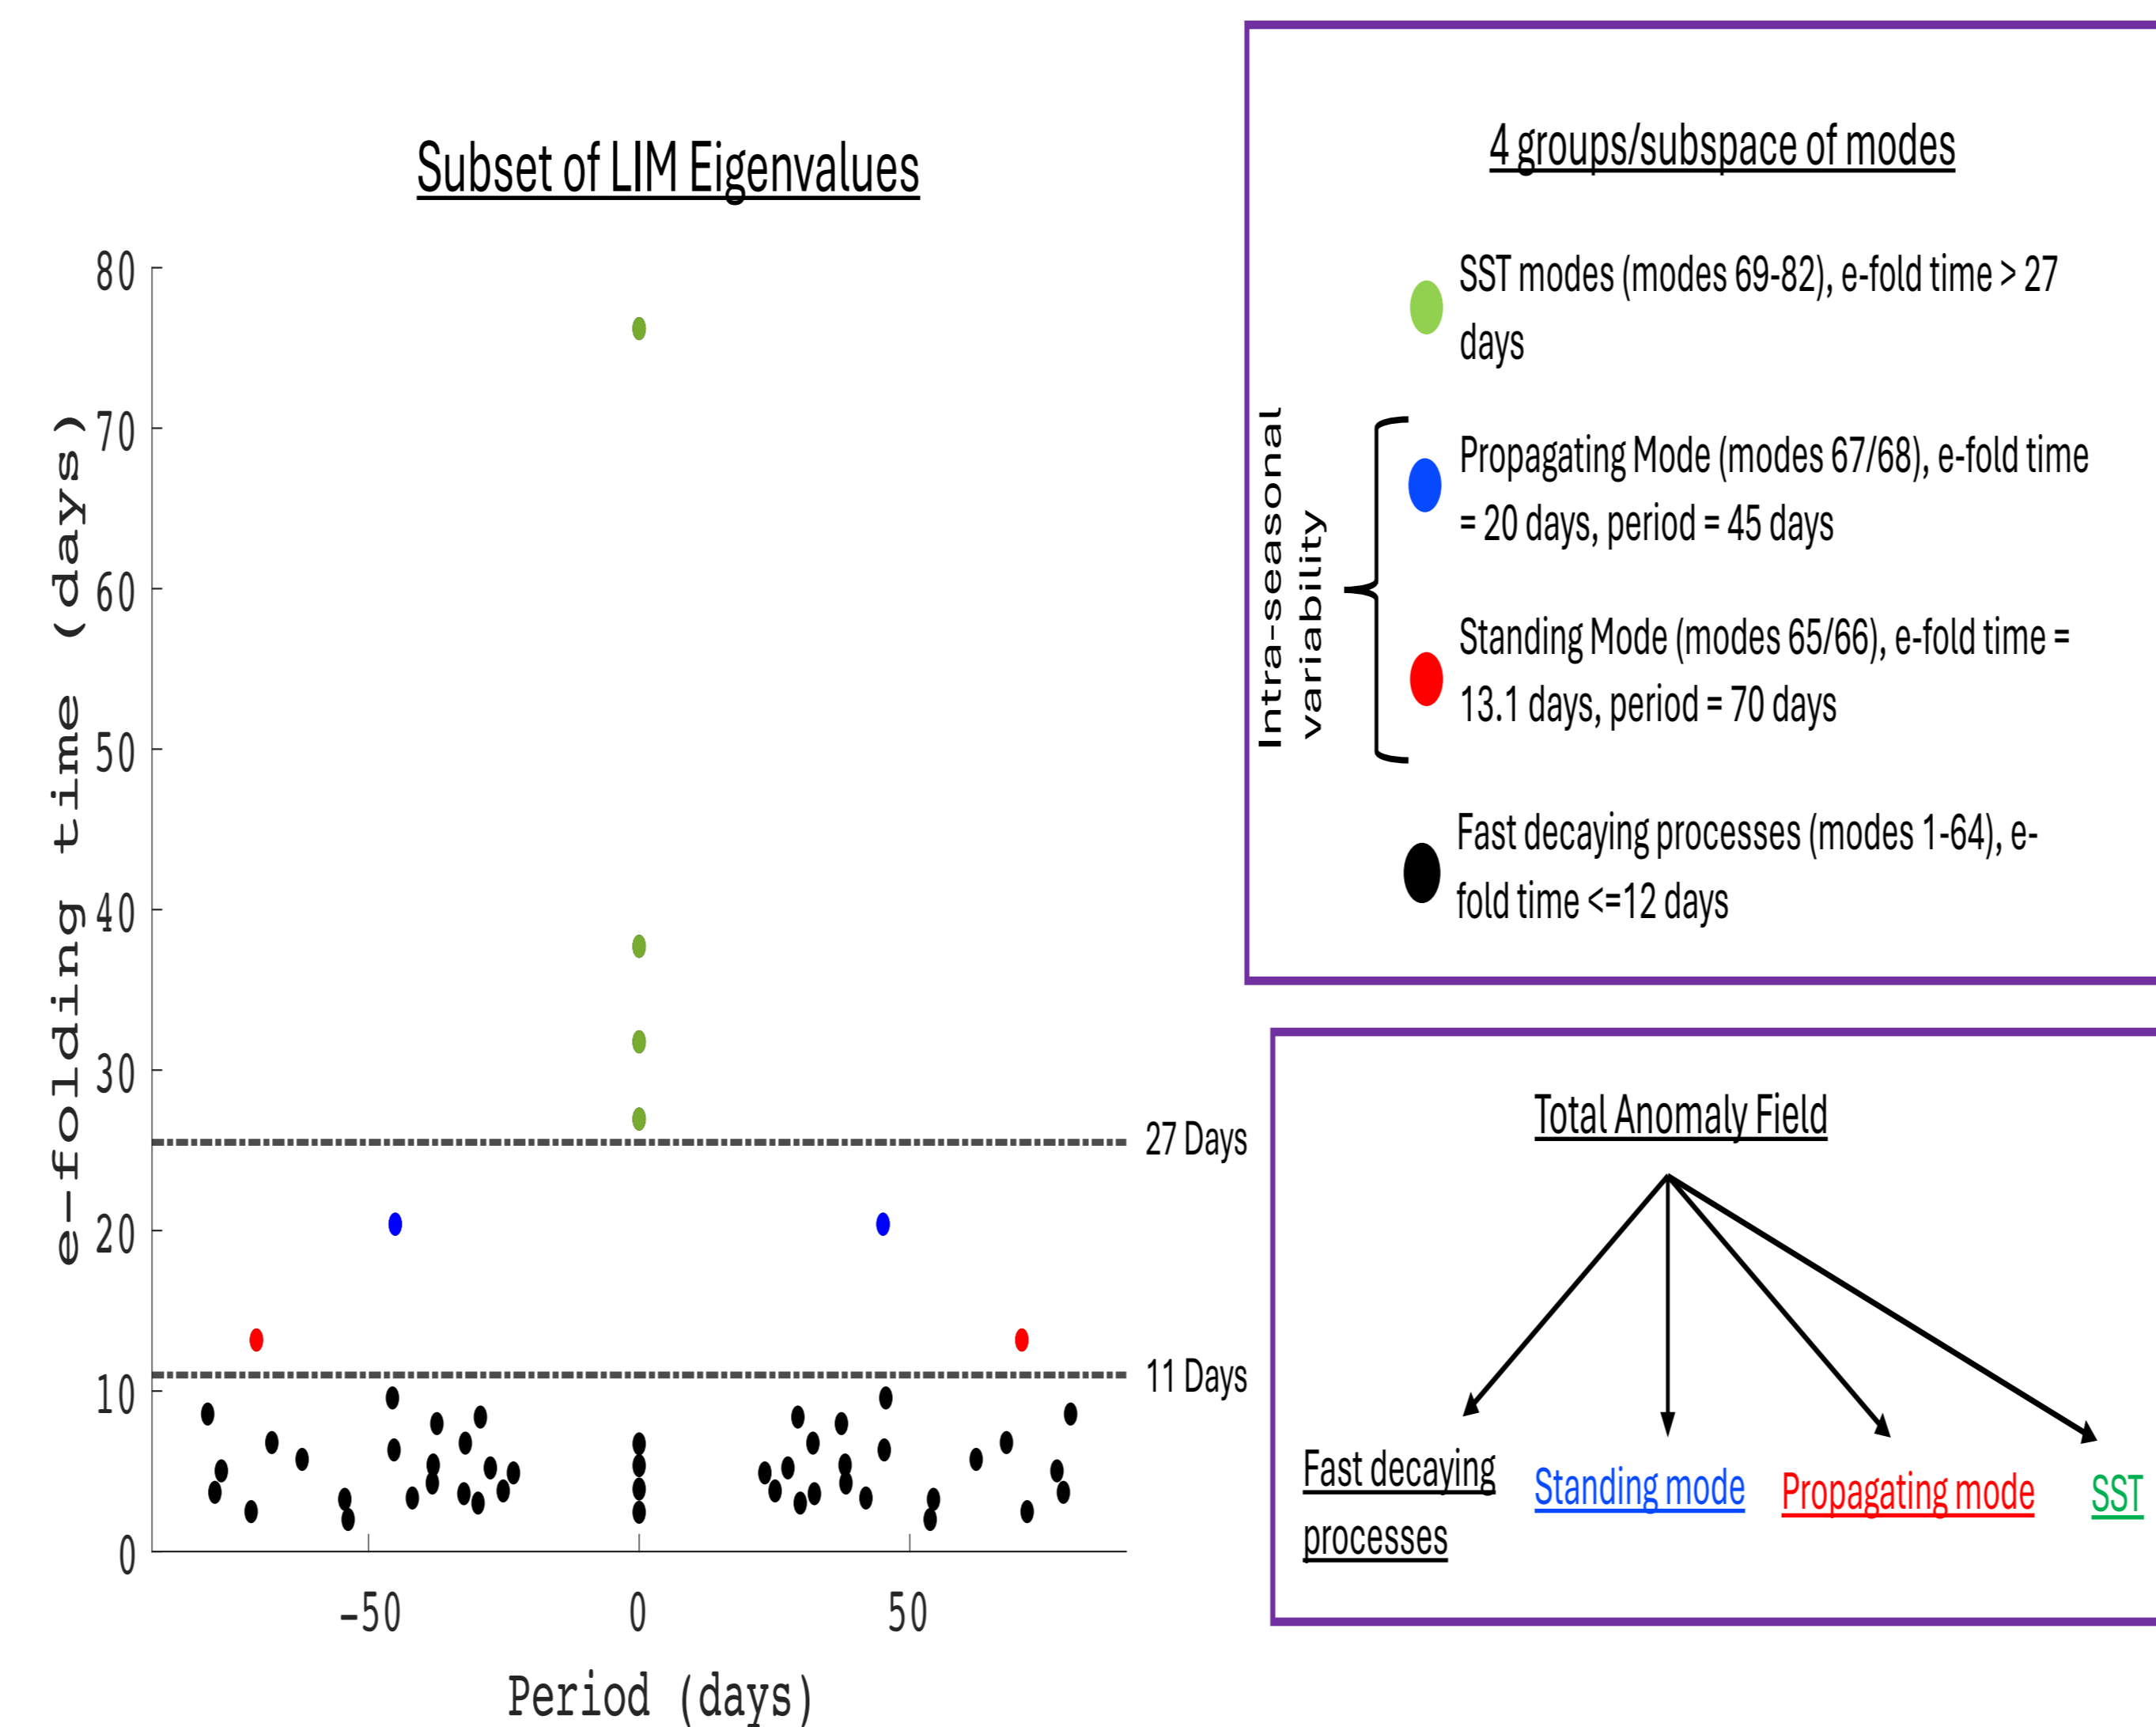 Subset of LIM Eigenvalues
e-folding time (days)
80
70
60
50
40
30
20
10
0
-50
0
50
Period (days)
27 Days
11 Days
4 groups/subspace of modes
SST modes (modes 69-82), e-fold time > 27
days
Intra-seasonal
variability
Propagating Mode (modes 67/68), e-fold time
= 20 days, period = 45 days
Standing Mode (modes 65/66), e-fold time =
13.1 days, period = 70 days
Fast decaying processes (modes 1-64), e-
fold time <=12 days
Total Anomaly Field
Fast decaying
processes
Standing mode
Propagating mode
SST